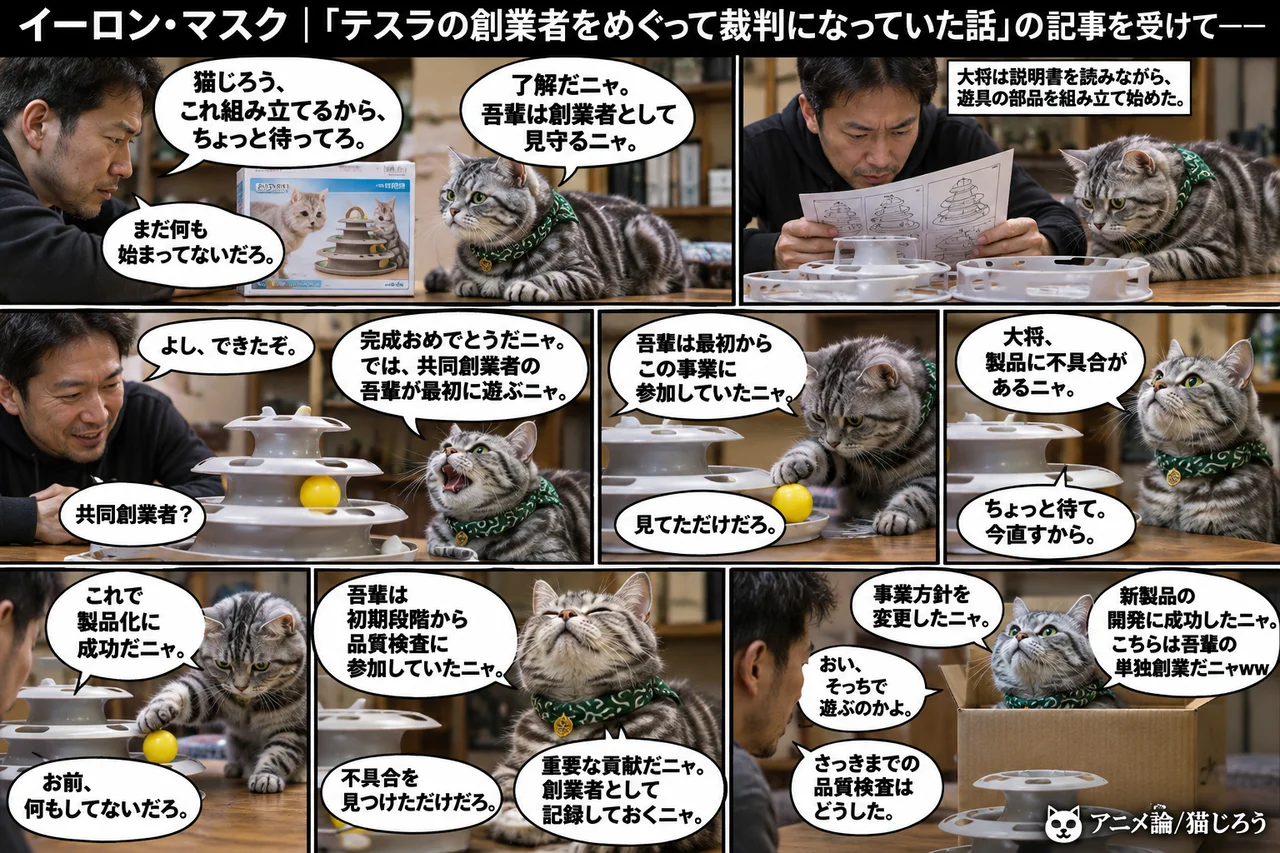 イーロン・マスク｜「テスラの創業者をめぐって裁判になっていた話」の記事を受けて──
猫じろう、
これ組み立てるから、
ちょっと待ってろ。
了解だニャ。
吾輩は創業者として
見守るニャ。
まだ何も
始まってないだろ。
大将は説明書を読みながら、
遊具の部品を組み立て始めた。
よし、できたぞ。
完成おめでとうだニャ。
では、共同創業者の
吾輩が最初に遊ぶニャ。
共同創業者？
吾輩は最初から
この事業に
参加していたニャ。
見てただけだろ。
大将、
製品に不具合が
あるニャ。
ちょっと待て。
今直すから。
これで
製品化に
成功だニャ。
お前、
何もしてないだろ。
吾輩は
初期段階から
品質検査に
参加していたニャ。
不具合を
見つけただけだろ。
重要な貢献だニャ。
創業者として
記録しておくニャ。
事業方針を
変更したニャ。
新製品の
開発に成功したニャ。
こちらは吾輩の
単独創業だニャww
おい、
そっちで
遊ぶのかよ。
さっきまでの
品質検査は
どうした。
アニメ論/猫じろう